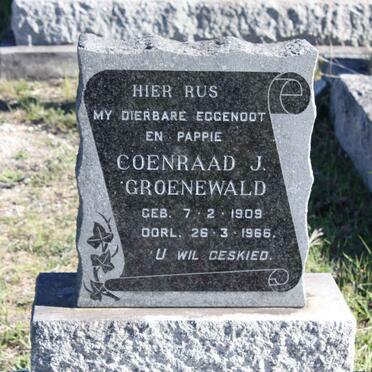 HIER RUS
MY DIERBARE EGGENOOT
EN PAPPIE
COENRAAD J.
GROENEWALD
GEB. 7-2-1909
OORL. 26-3-1966.
U WIL GESKIED.